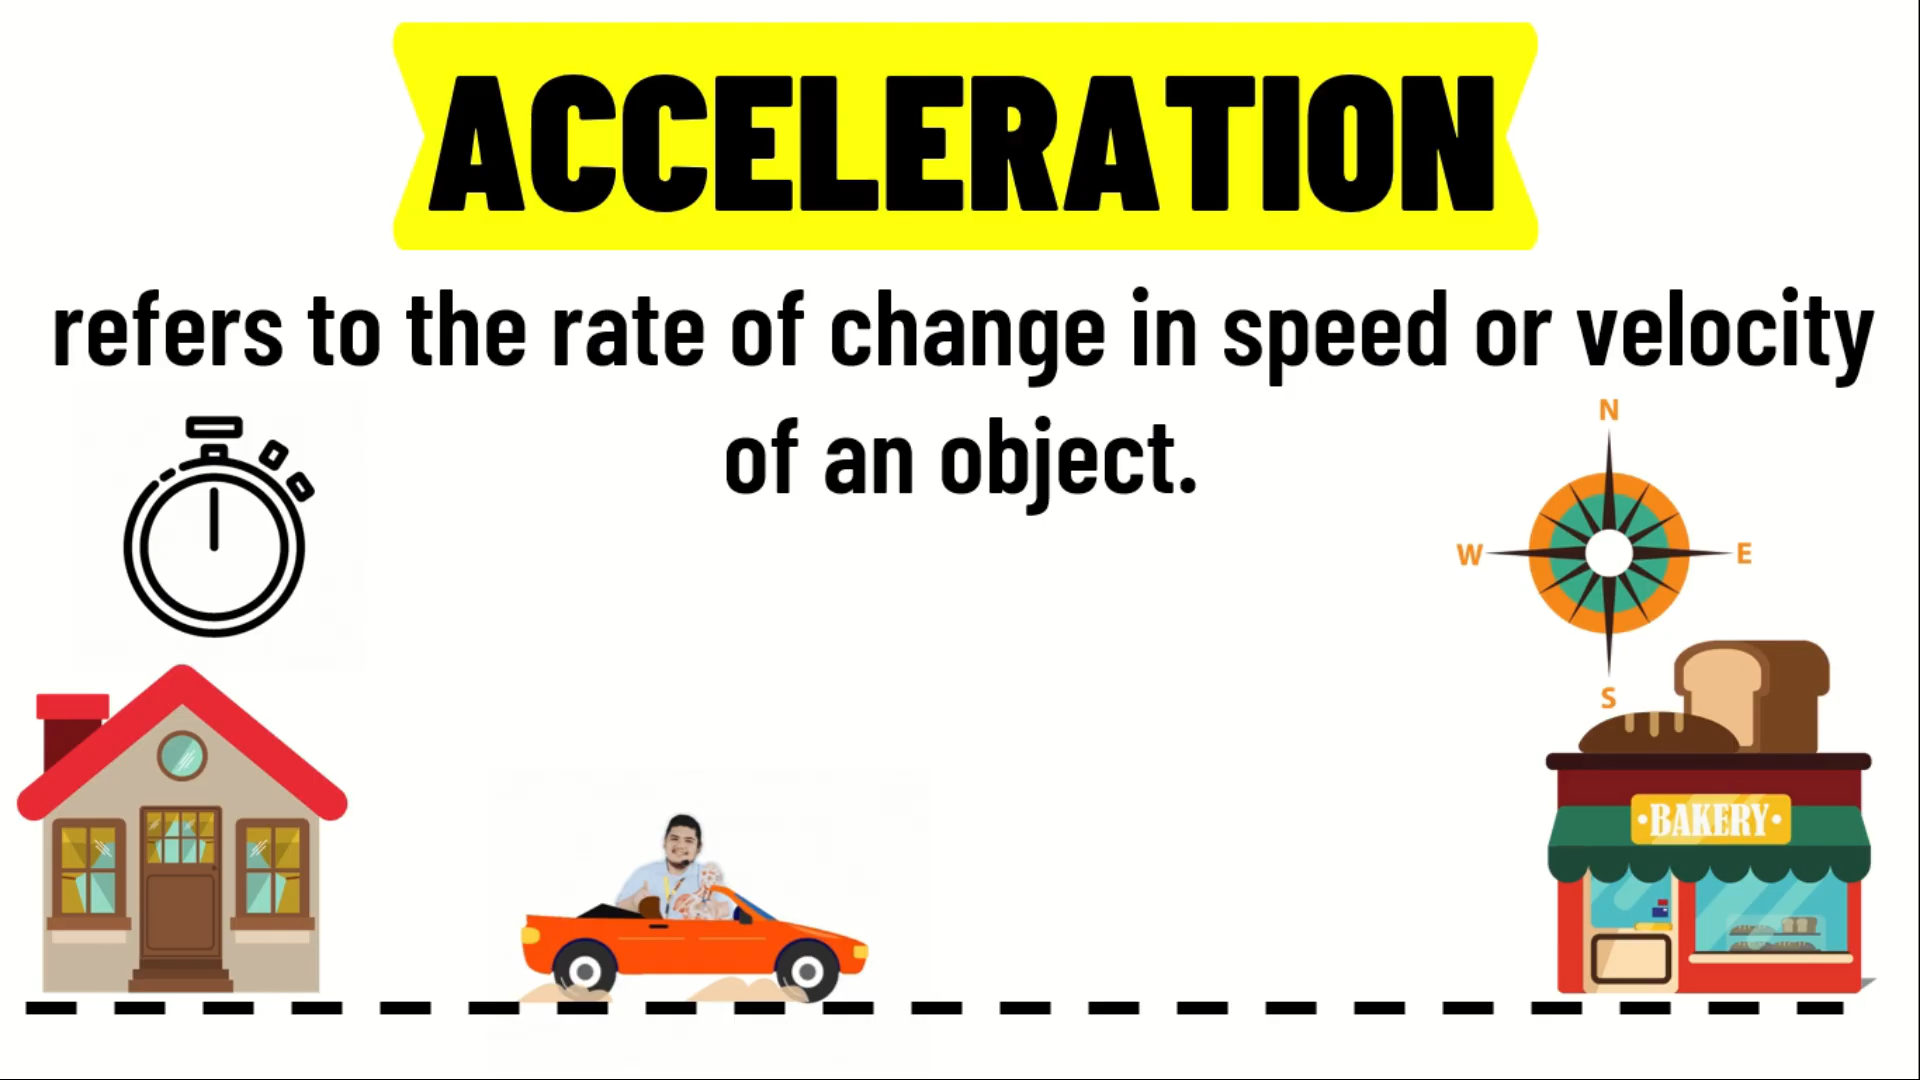 ACCELERATION
refers to the rate of change in speed or velocity
of an object.
N
W
E
S
•BAKERY•